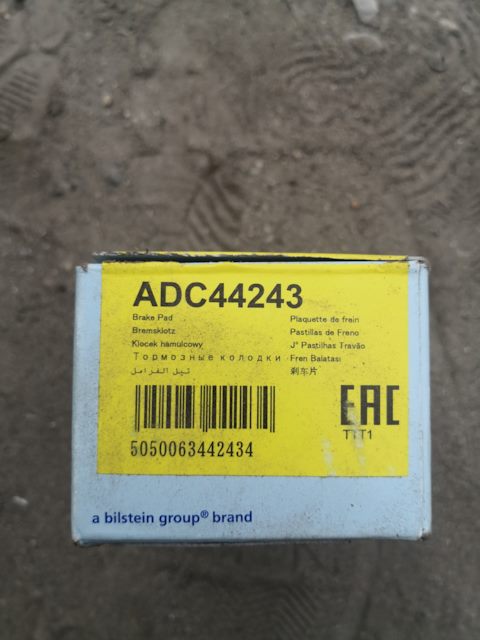 ADC44243
Brake Pad
Bremsklotz
Klocek hamulcowy
Тормозные колодки
تيل الفرامل
Plaquette de frein
Pastillas de Freno
Jº Pastilhas Travão
Fren Balatası
刹车片
5050063442434
EAC
a bilstein group® brand